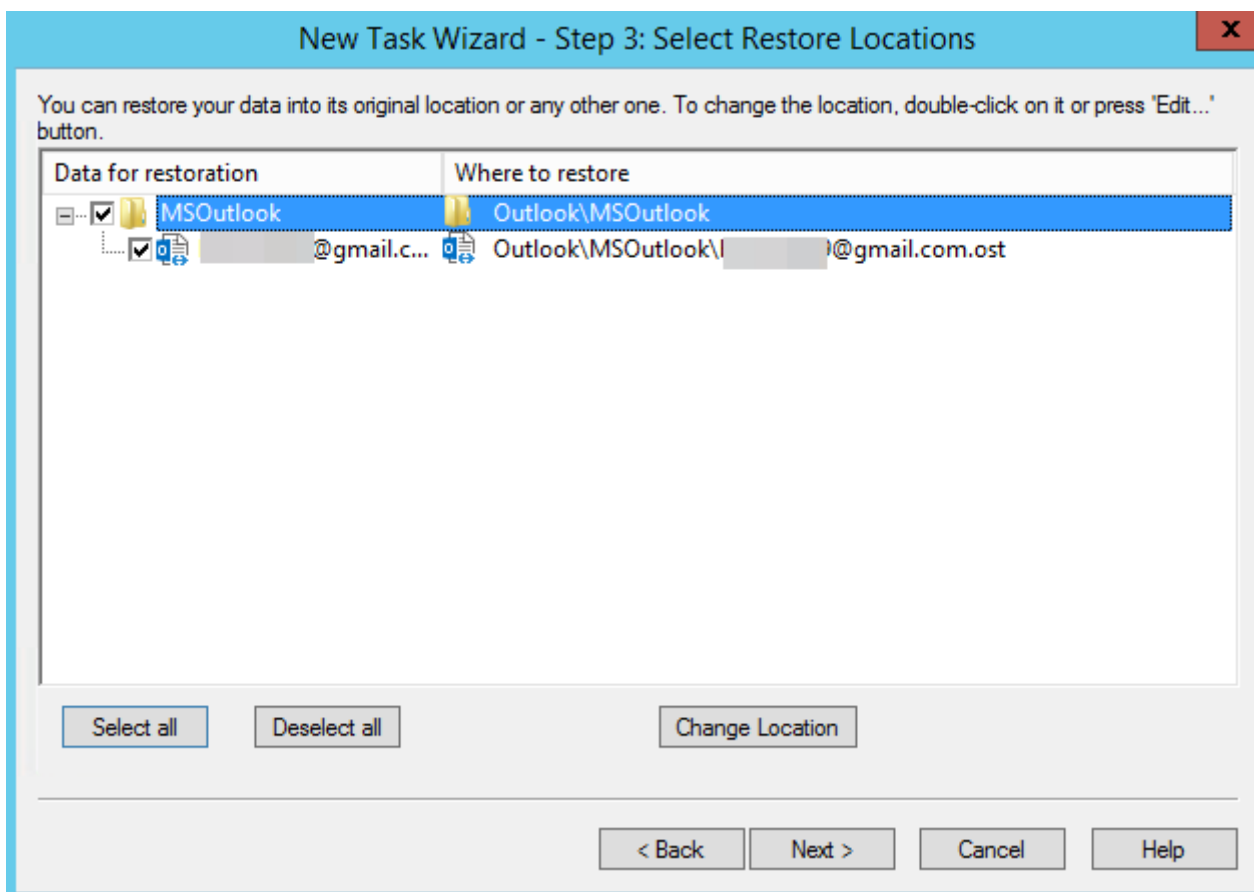 New Task Wizard - Step 3: Select Restore Locations
x
You can restore your data into its original location or any other one. To change the location, double-click on it or press 'Edit...'
button.
Data for restoration Where to restore
MSOutlook Outlook\MSOutlook
@gmail.c... Outlook\MSOutlook\ @gmail.com.ost
Select all Deselect all Change Location
< Back Next > Cancel Help